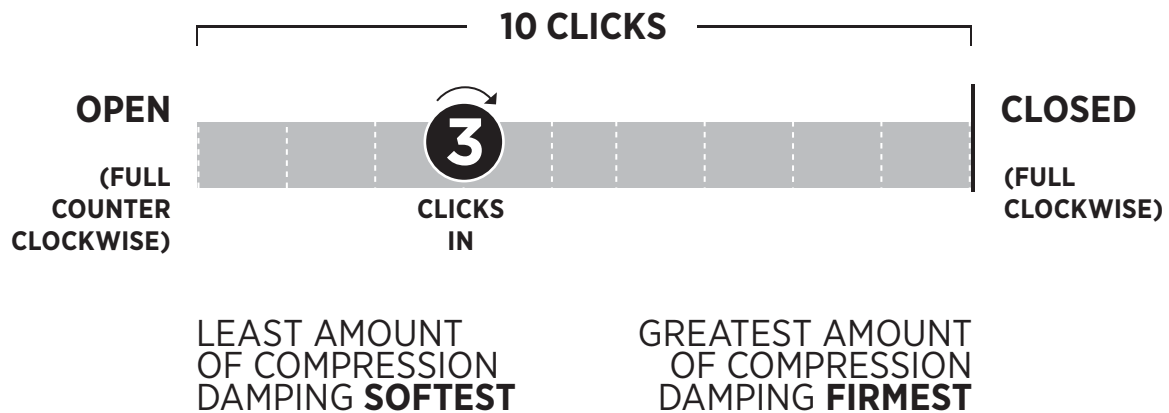 10 CLICKS
OPEN
(FULL
COUNTER
CLOCKWISE)
3
CLICKS
IN
CLOSED
(FULL
CLOCKWISE)
LEAST AMOUNT
OF COMPRESSION
DAMPING SOFTEST
GREATEST AMOUNT
OF COMPRESSION
DAMPING FIRMEST